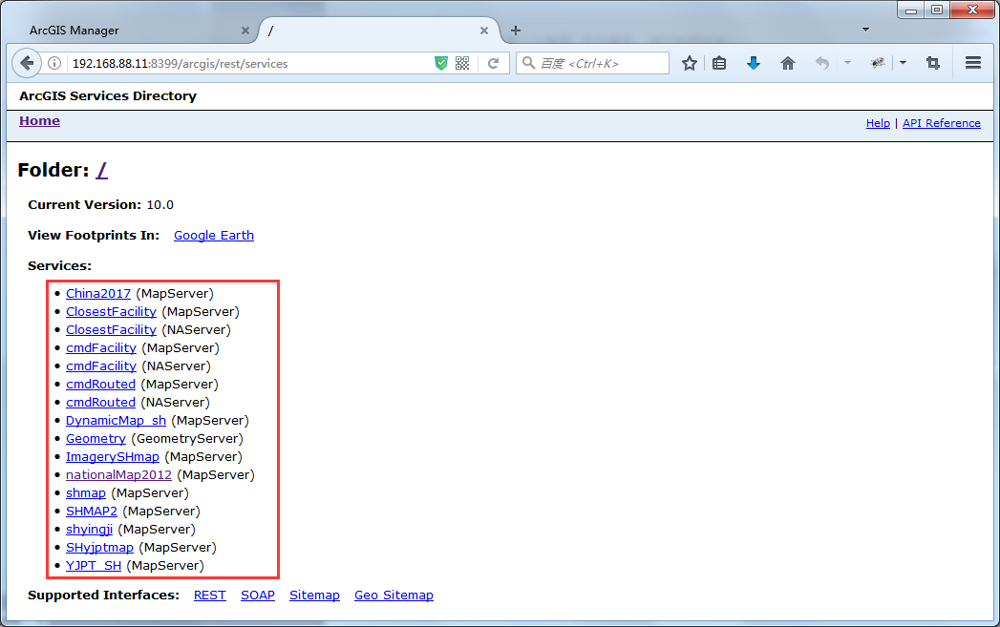 ArcGIS Manager
/
192.168.88.11:8399/arcgis/rest/services
百度 <Ctrl+K>
ArcGIS Services Directory
Home
Help | API Reference
Folder: /
Current Version: 10.0
View Footprints In: Google Earth
Services:
• China2017 (MapServer)
• ClosestFacility (MapServer)
• ClosestFacility (NAServer)
• cmdFacility (MapServer)
• cmdFacility (NAServer)
• cmdRouted (MapServer)
• cmdRouted (NAServer)
• DynamicMap_sh (MapServer)
• Geometry (GeometryServer)
• ImagerySHmap (MapServer)
• nationalMap2012 (MapServer)
• shmap (MapServer)
• SHMAP2 (MapServer)
• shyingji (MapServer)
• SHyjptmap (MapServer)
• YJPT_SH (MapServer)
Supported Interfaces: REST SOAP Sitemap Geo Sitemap